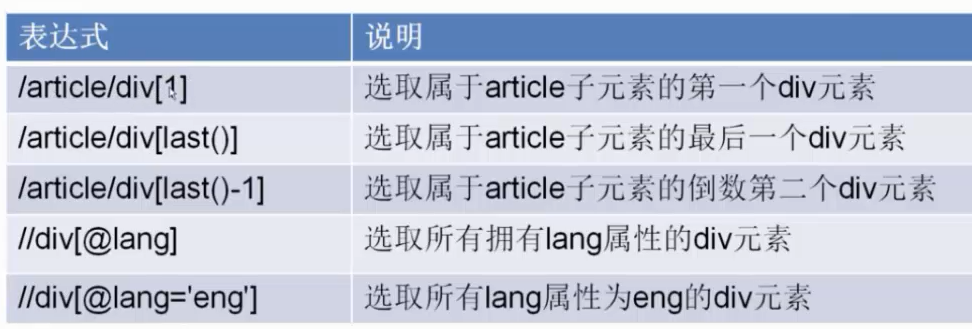 表达式 说明
/article/div[1] 选取属于article子元素的第一个div元素
/article/div[last()] 选取属于article子元素的最后一个div元素
/article/div[last()-1] 选取属于article子元素的倒数第二个div元素
//div[@lang] 选取所有拥有lang属性的div元素
//div[@lang='eng'] 选取所有lang属性为eng的div元素